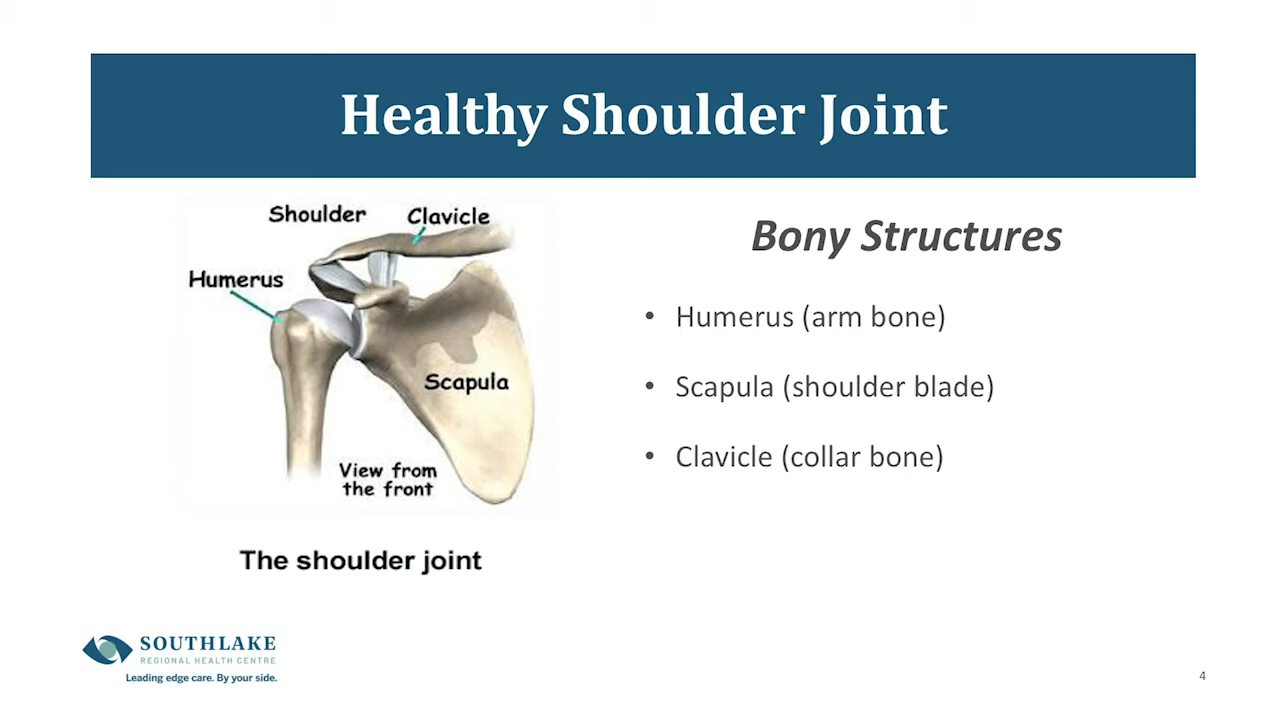 Healthy Shoulder Joint
Shoulder
Clavicle
Humerus
Scapula
View from
the front
The shoulder joint
Bony Structures
• Humerus (arm bone)
• Scapula (shoulder blade)
• Clavicle (collar bone)
SOUTHLAKE
REGIONAL HEALTH CENTRE
Leading edge care. By your side.
4